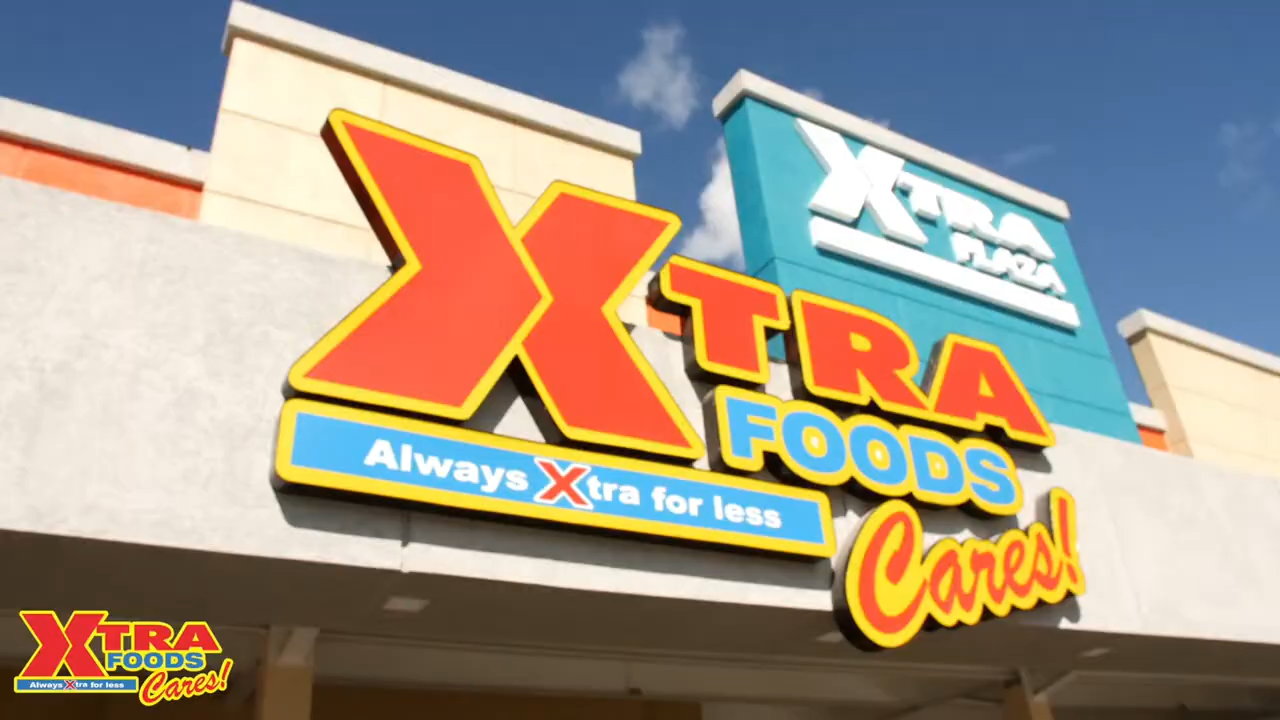 XTRA
PLAZA
XTRA
FOODS
Always Xtra for less
Cares!
XTRA
FOODS
Always Xtra for less
Cares!